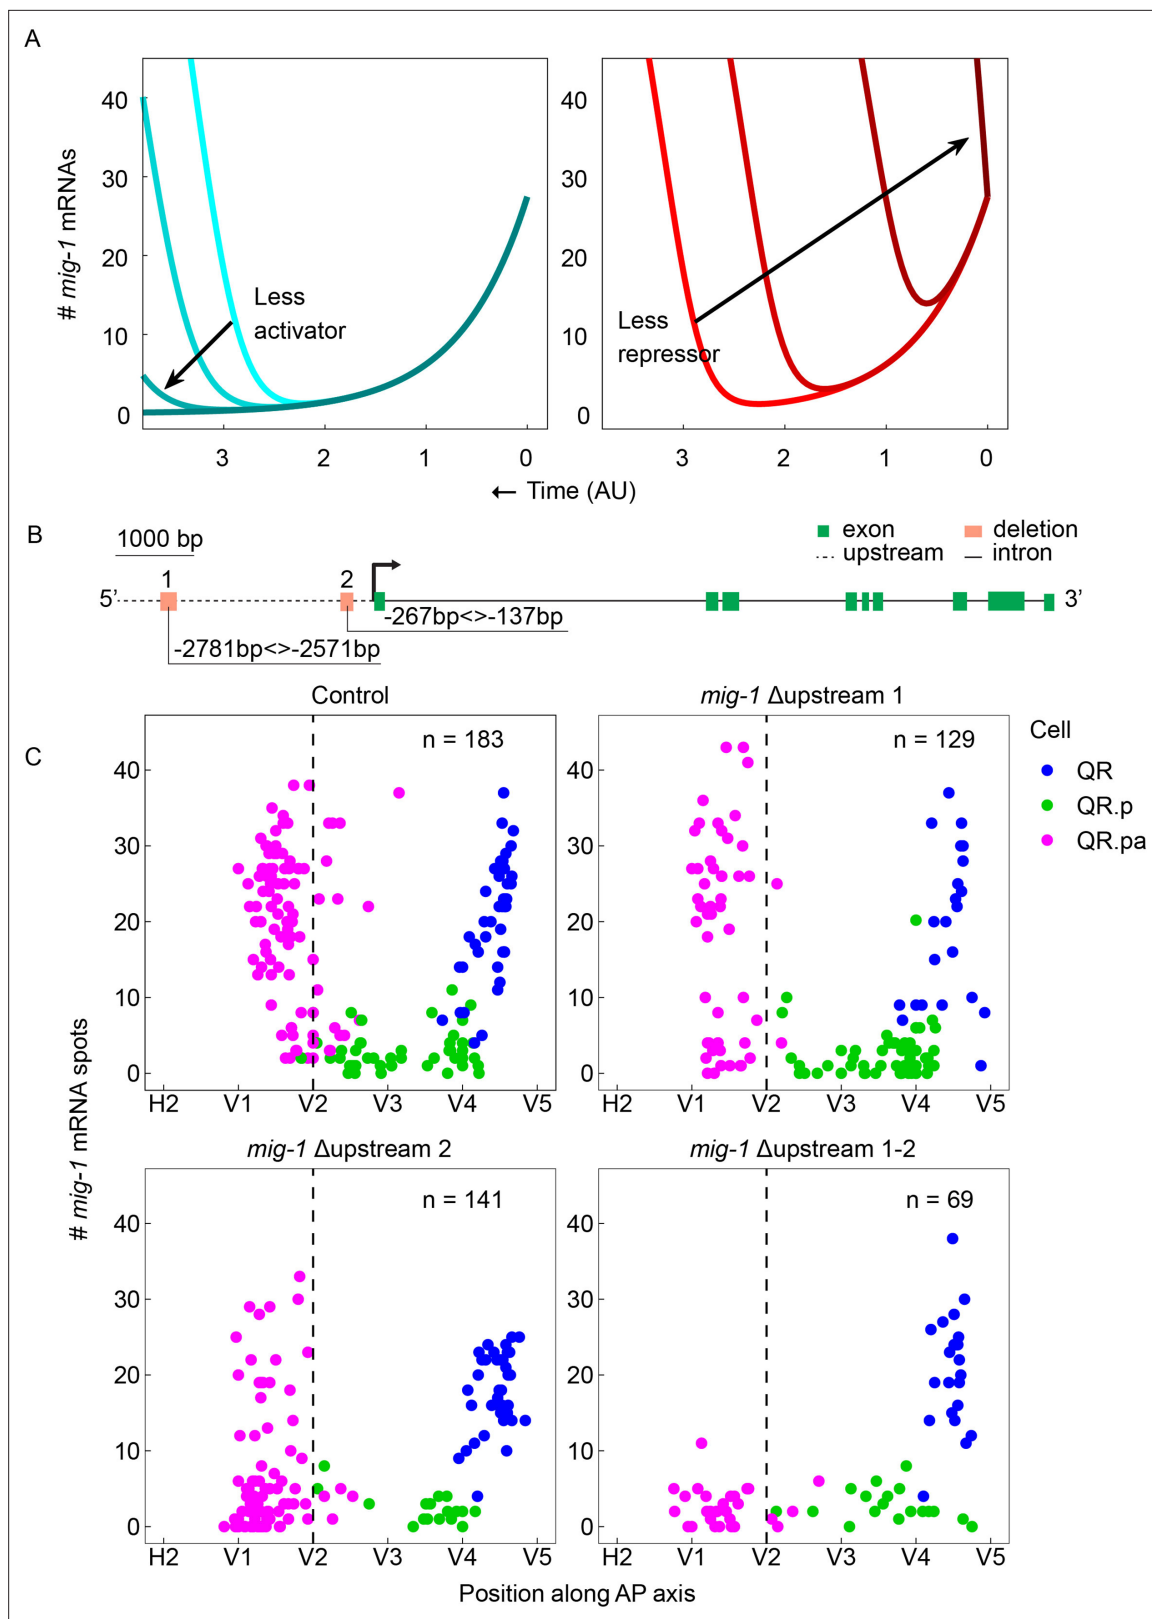 A
# mig-1 mRNAs
40
30
20
10
0
Less
activator
3
2
1
0
40
30
20
10
0
Less
repressor
3
2
1
0
← Time (AU)
B
1000 bp
exon
deletion
upstream
intron
1
2
5’
3’
-267bp<>-137bp
-2781bp<>-2571bp
C
# mig-1 mRNA spots
Control
n = 183
40
30
20
10
0
H2 V1 V2 V3 V4 V5
mig-1 Δupstream 1
n = 129
40
30
20
10
0
H2 V1 V2 V3 V4 V5
Cell
QR
QR.p
QR.pa
mig-1 Δupstream 2
n = 141
40
30
20
10
0
H2 V1 V2 V3 V4 V5
mig-1 Δupstream 1-2
n = 69
40
30
20
10
0
H2 V1 V2 V3 V4 V5
Position along AP axis